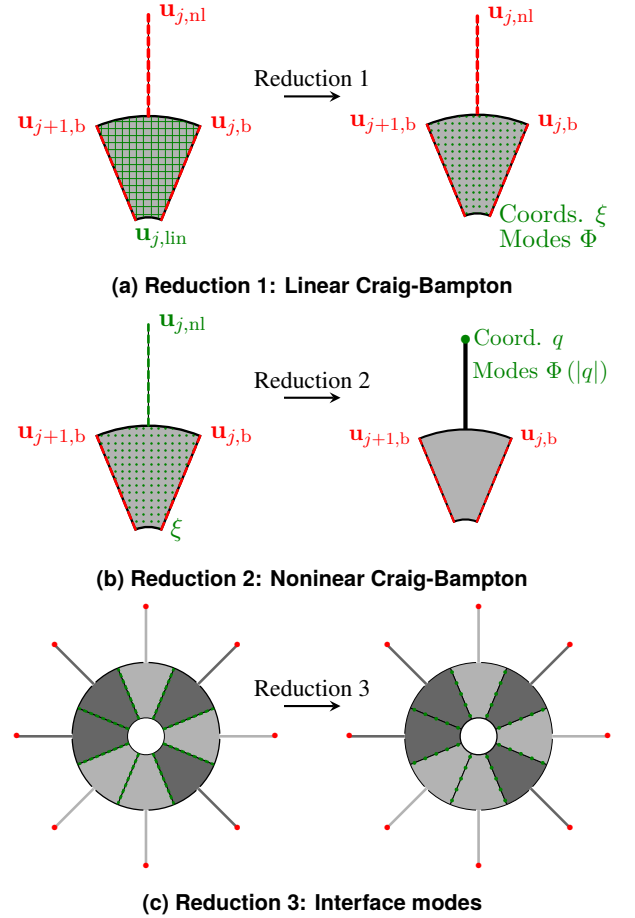 u_{j,nl} u_{j,nl}
Reduction 1
u_{j+1,b} u_{j,b} u_{j+1,b} u_{j,b}
u_{j,lin} Coords. ξ
Modes Φ
(a) Reduction 1: Linear Craig-Bampton
u_{j,nl} Coord. q
Reduction 2 Modes Φ (|q|)
u_{j+1,b} u_{j,b} u_{j+1,b} u_{j,b}
ξ
(b) Reduction 2: Noninear Craig-Bampton
Reduction 3
(c) Reduction 3: Interface modes